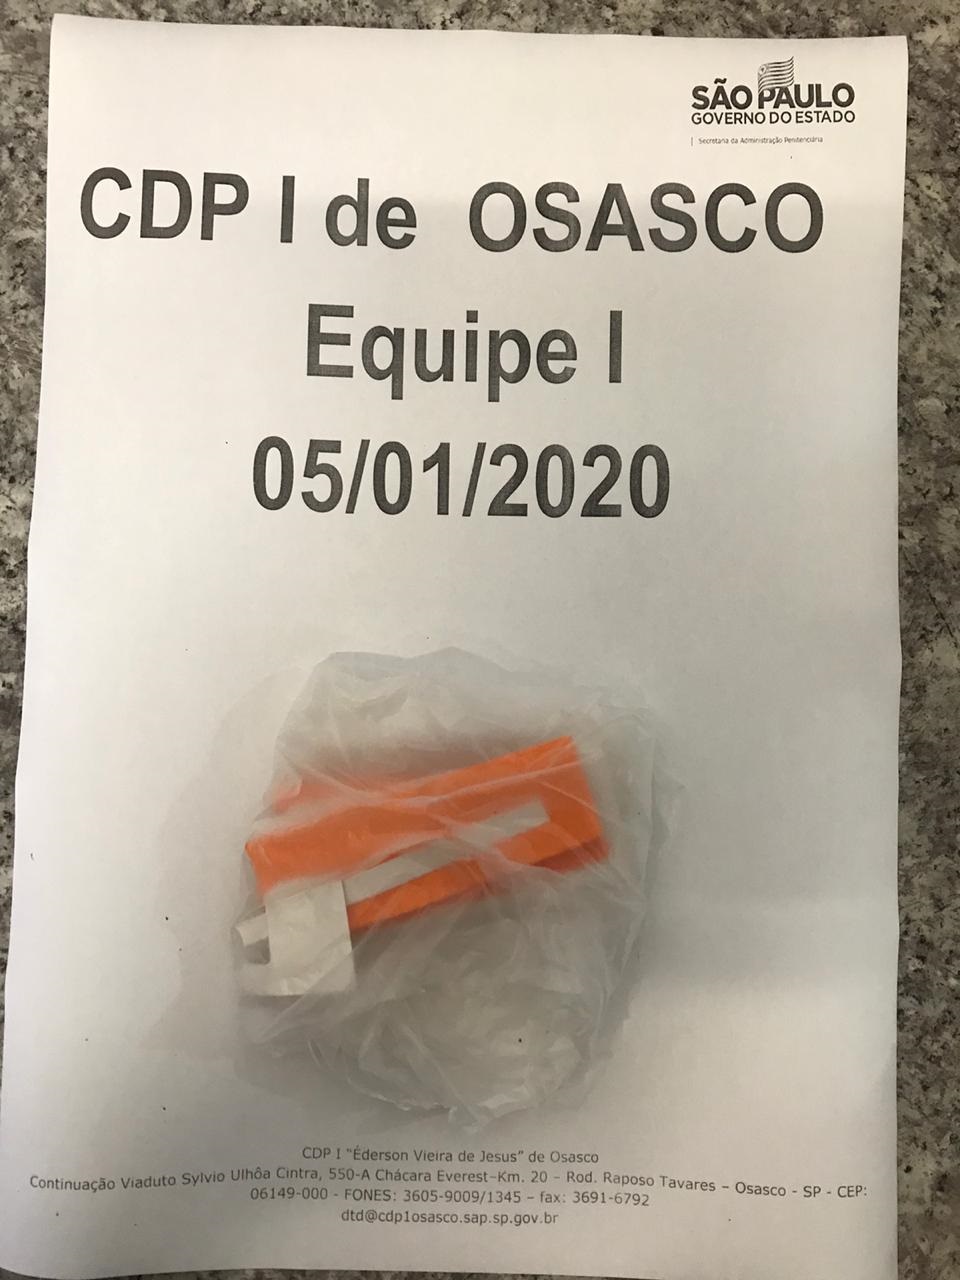 SÃO PAULO
GOVERNO DO ESTADO
Secretaria da Administração Penitenciária
CDP I de OSASCO
Equipe I
05/01/2020
CDP I “Éderson Vieira de Jesus” de Osasco
Continuação Viaduto Sylvio Ulhôa Cintra, 550-A Chácara Everest–Km. 20 – Rod. Raposo Tavares – Osasco - SP - CEP:
06149-000 - FONES: 3605-9009/1345 – fax: 3691-6792
dtd@cdp1osasco.sap.sp.gov.br